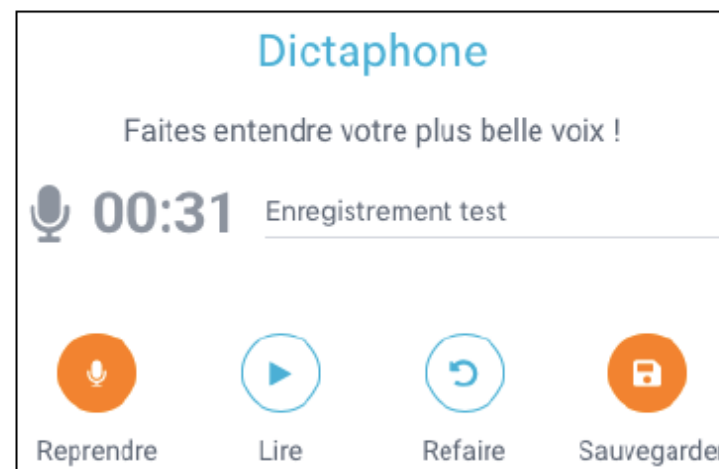 Dictaphone
Faites entendre votre plus belle voix !
00:31 Enregistrement test
Reprendre Lire Refaire Sauvegarder